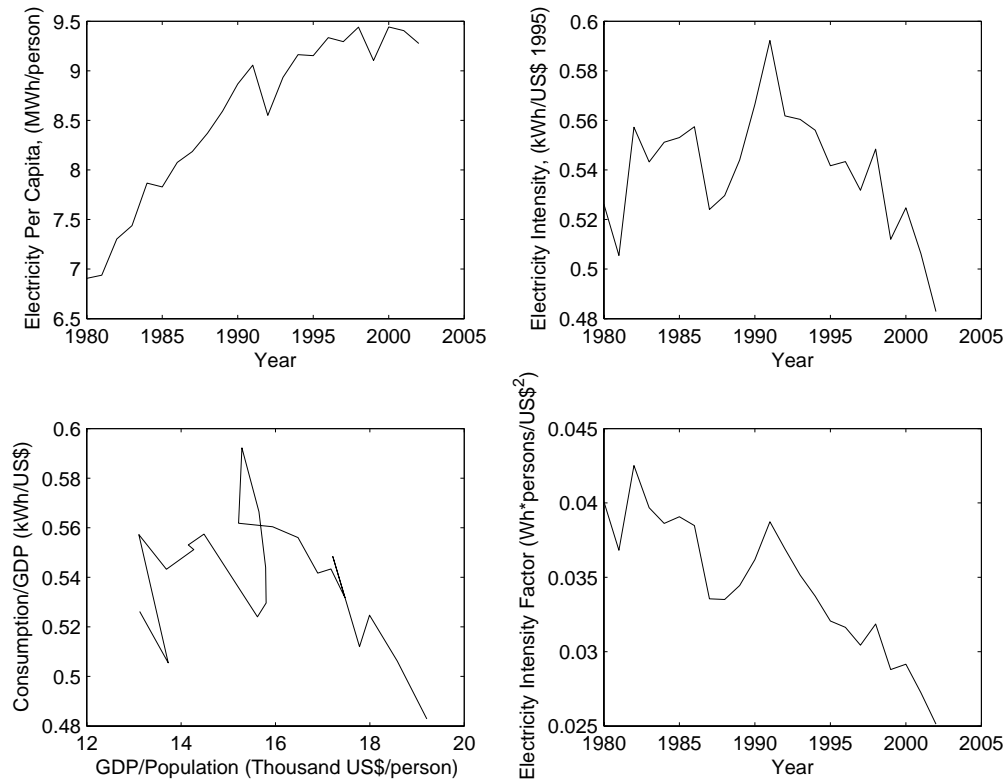 Electricity Per Capita, (MWh/person)
9.5
9
8.5
8
7.5
7
6.5
1980 1985 1990 1995 2000 2005
Year
Electricity Intensity, (kWh/US$ 1995)
0.6
0.58
0.56
0.54
0.52
0.5
0.48
1980 1985 1990 1995 2000 2005
Year
Consumption/GDP (kWh/US$)
0.6
0.58
0.56
0.54
0.52
0.5
0.48
12 14 16 18 20
GDP/Population (Thousand US$/person)
Electricity Intensity Factor (Wh*persons/US$²)
0.045
0.04
0.035
0.03
0.025
1980 1985 1990 1995 2000 2005
Year